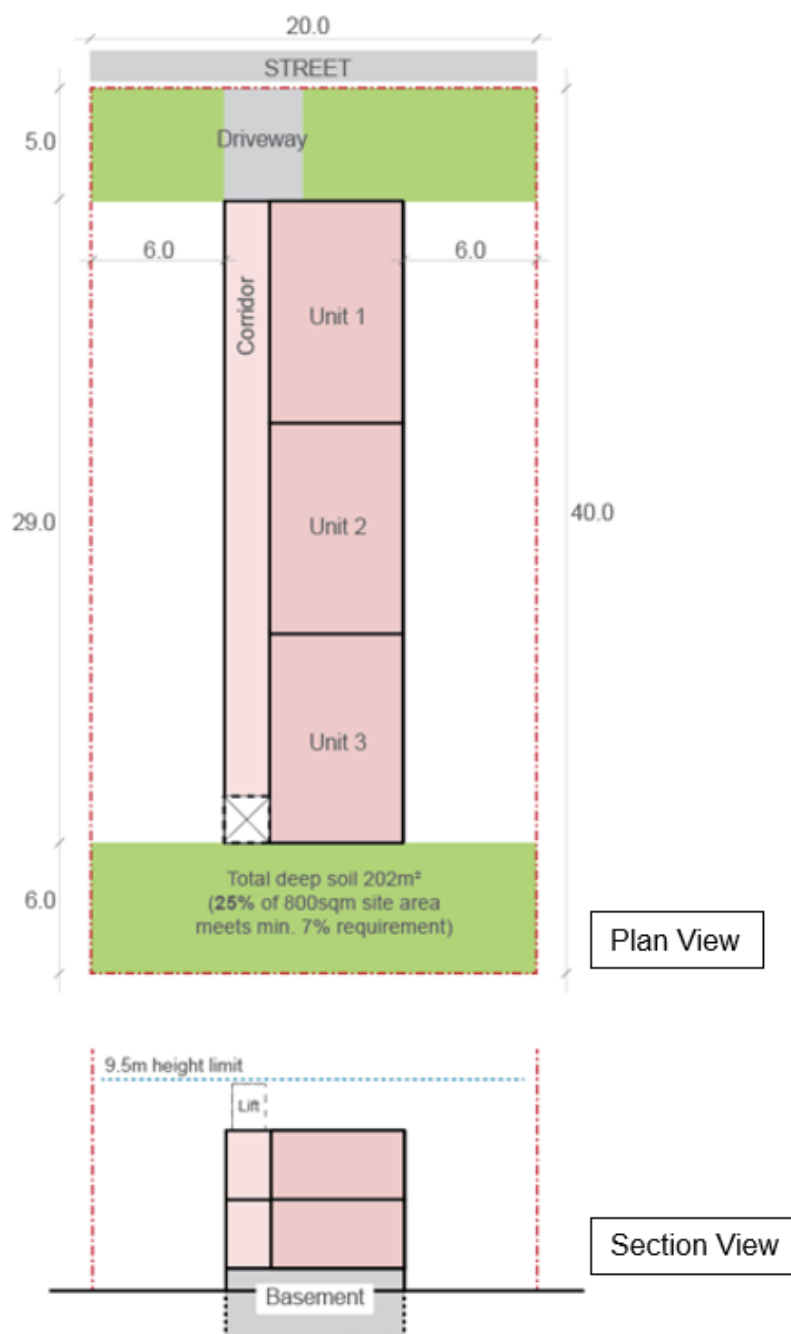 20.0
STREET
5.0
Driveway
6.0
6.0
Corridor
Unit 1
29.0
Unit 2
40.0
Unit 3
6.0
Total deep soil 202m²
(25% of 800sqm site area
meets min. 7% requirement)
Plan View
9.5m height limit
Lift
Section View
Basement